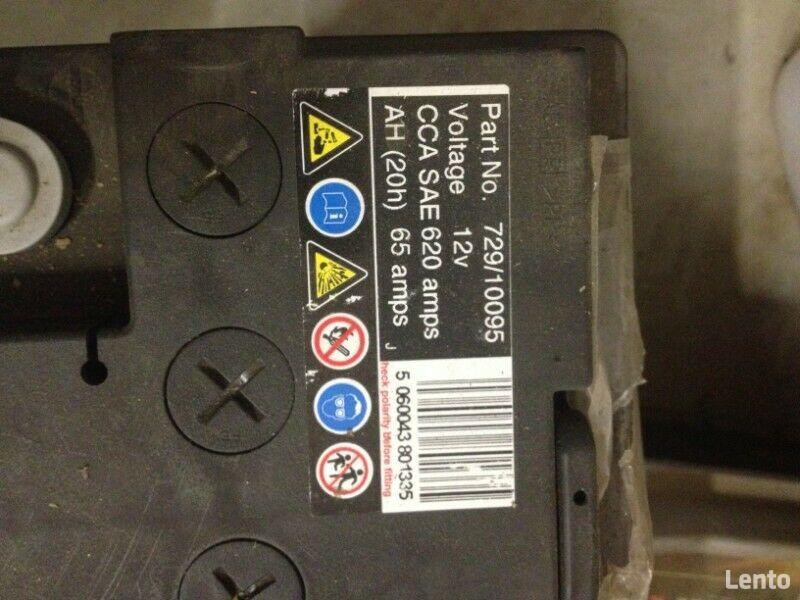 Part No. 729/10095
Voltage 12v
CCA SAE 620 amps
AH (20h) 65 amps
J
5 060043 801335
heck polarity before fitting.
Lento